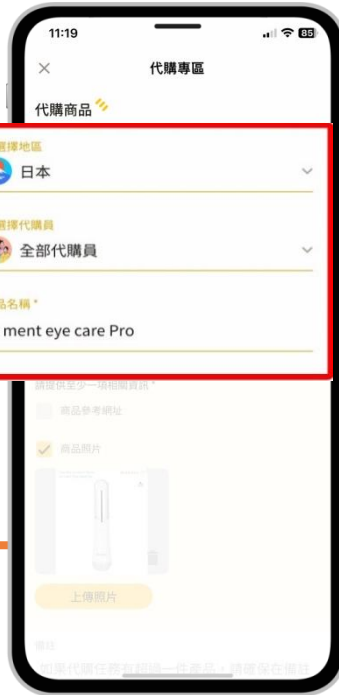 11:19
85
代購專區
代購商品
選擇地區
日本
選擇代購員
全部代購員
品名稱 *
ment eye care Pro
請提供至少一項相關資訊 *
商品參考網址
商品照片
上傳照片
備註
如果代購任務有超過一件產品，請確保在備註